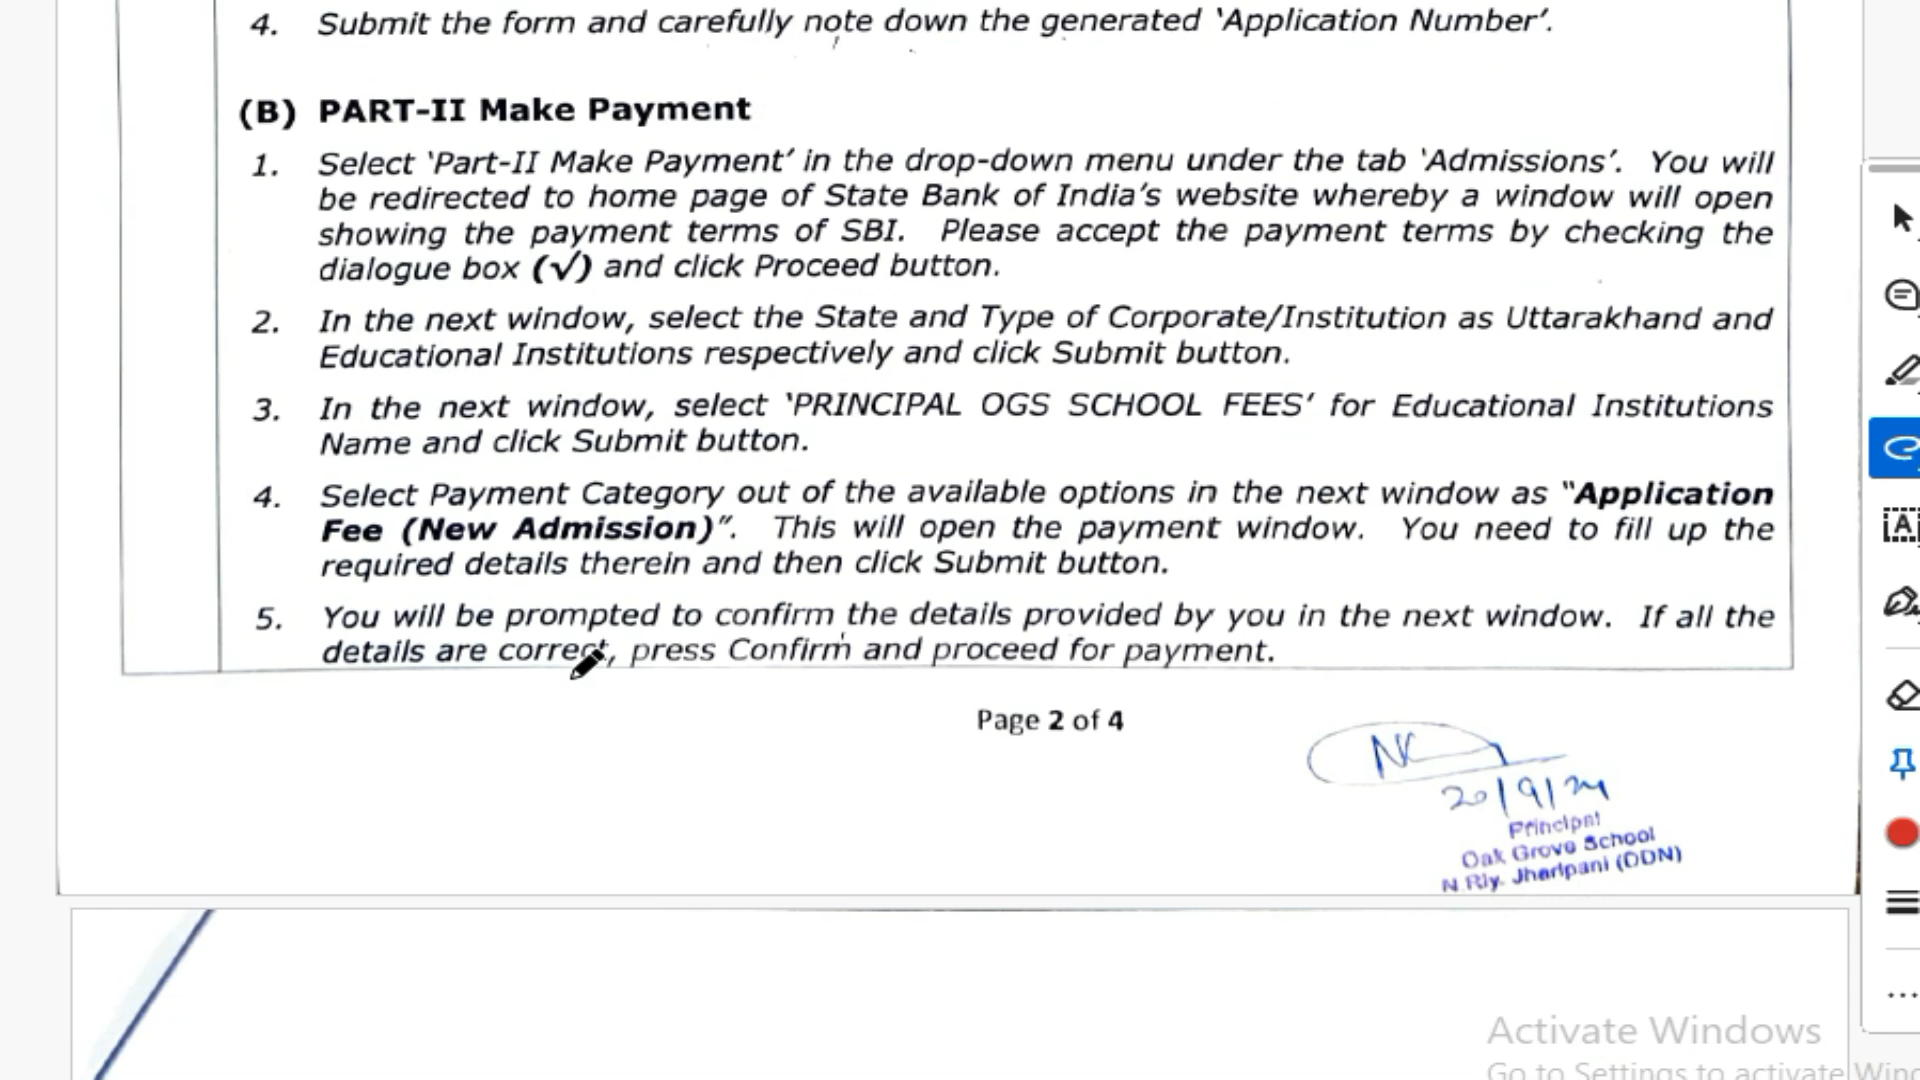 4. Submit the form and carefully note down the generated ‘Application Number’.
(B) PART-II Make Payment
1. Select ‘Part-II Make Payment’ in the drop-down menu under the tab ‘Admissions’. You will
be redirected to home page of State Bank of India’s website whereby a window will open
showing the payment terms of SBI. Please accept the payment terms by checking the
dialogue box (√) and click Proceed button.
2. In the next window, select the State and Type of Corporate/Institution as Uttarakhand and
Educational Institutions respectively and click Submit button.
3. In the next window, select ‘PRINCIPAL OGS SCHOOL FEES’ for Educational Institutions
Name and click Submit button.
4. Select Payment Category out of the available options in the next window as “Application
Fee (New Admission)”. This will open the payment window. You need to fill up the
required details therein and then click Submit button.
5. You will be prompted to confirm the details provided by you in the next window. If all the
details are correct, press Confirm and proceed for payment.
Page 2 of 4
20/9/24
Principal
Oak Grove School
N.Rly. Jharipani (DDN)
Activate Windows
Go to Settings to activate Wind